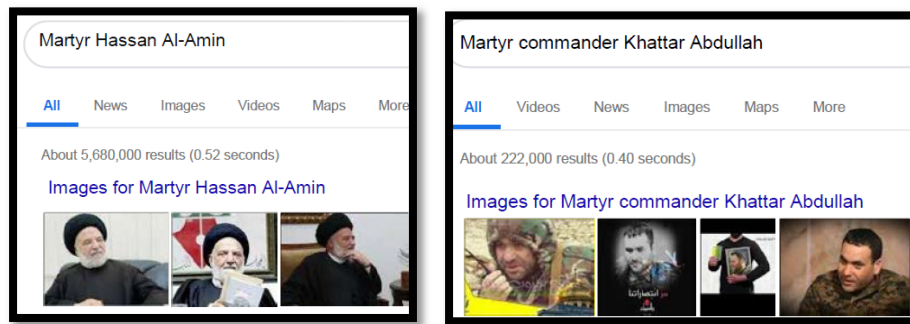 Martyr Hassan Al-Amin
All News Images Videos Maps More
About 5,680,000 results (0.52 seconds)
Images for Martyr Hassan Al-Amin
Martyr commander Khattar Abdullah
All Videos News Images Maps More
About 222,000 results (0.40 seconds)
Images for Martyr commander Khattar Abdullah
سر انتصاراتنا